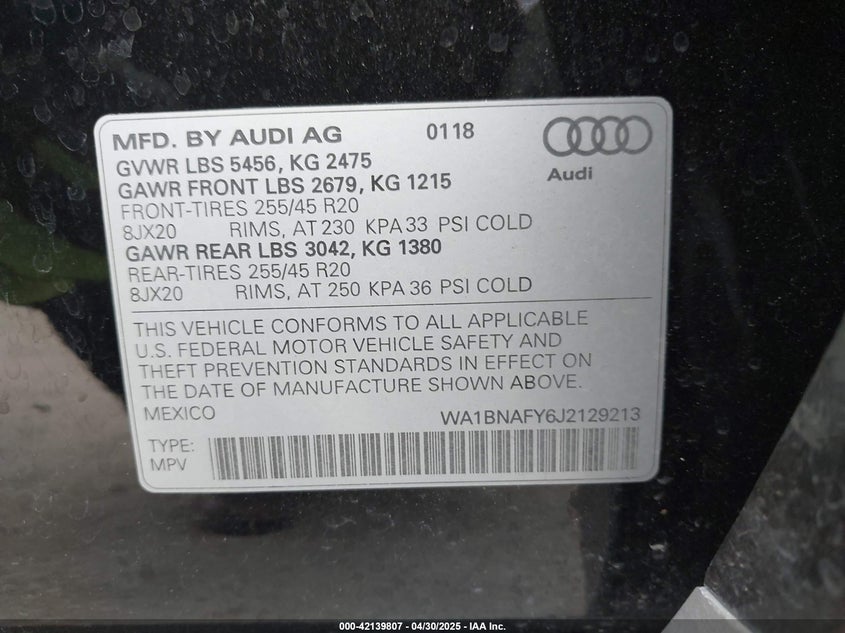 MFD. BY AUDI AG 0118
Audi
GVWR LBS 5456, KG 2475
GAWR FRONT LBS 2679, KG 1215
FRONT-TIRES 255/45 R20
8JX20 RIMS, AT 230 KPA 33 PSI COLD
GAWR REAR LBS 3042, KG 1380
REAR-TIRES 255/45 R20
8JX20 RIMS, AT 250 KPA 36 PSI COLD
THIS VEHICLE CONFORMS TO ALL APPLICABLE
U.S. FEDERAL MOTOR VEHICLE SAFETY AND
THEFT PREVENTION STANDARDS IN EFFECT ON
THE DATE OF MANUFACTURE SHOWN ABOVE.
MEXICO WA1BNAFY6J2129213
TYPE:
MPV
000-42139807 - 04/30/2025 - IAA Inc.